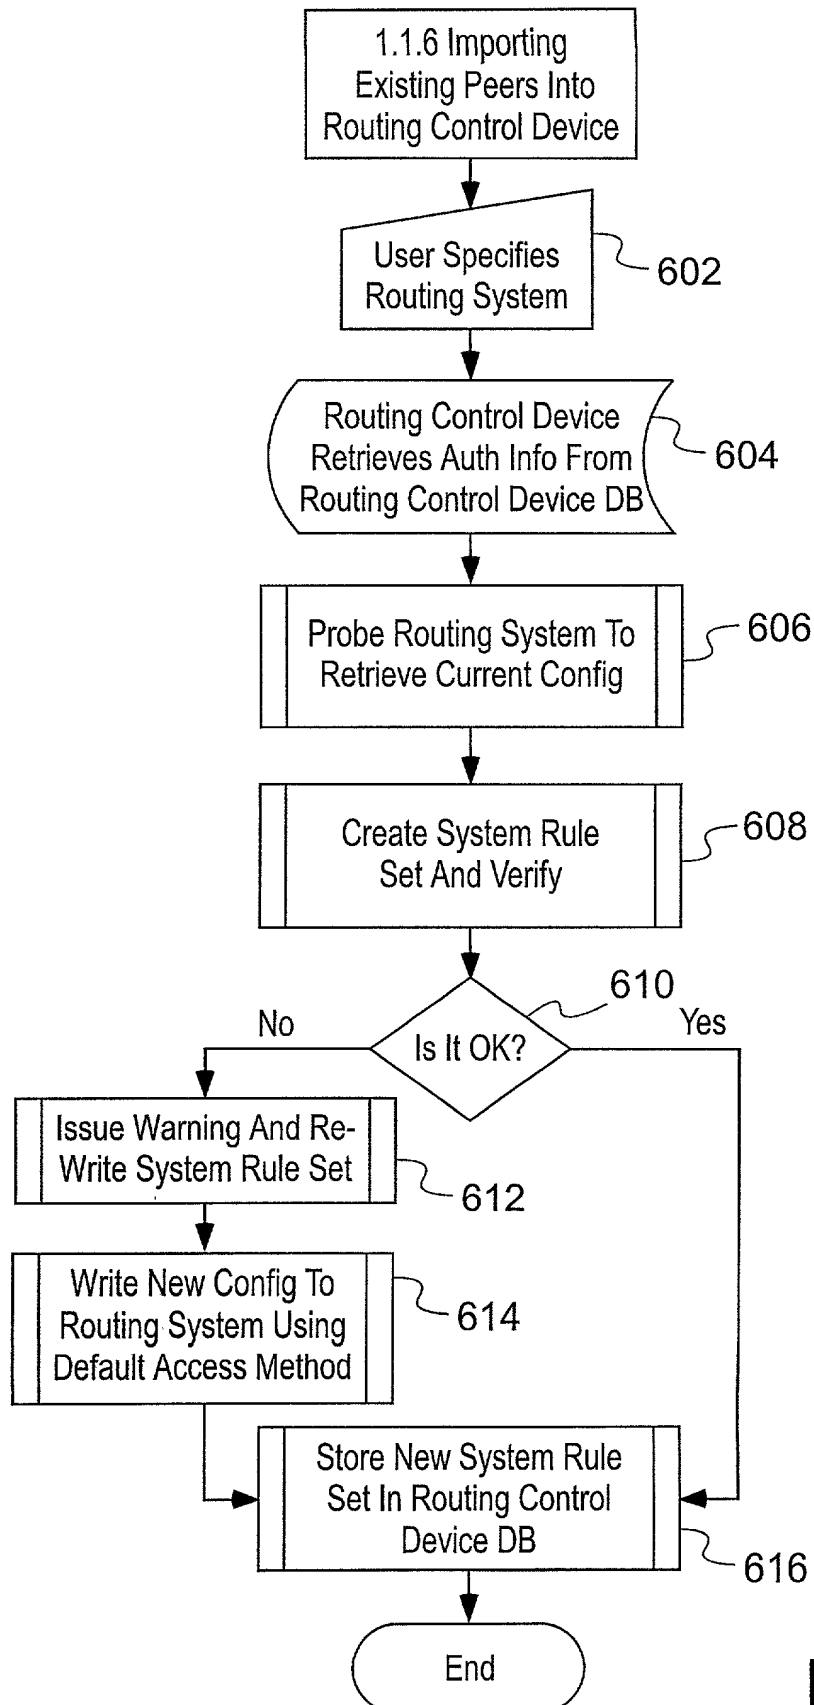 1.1.6 Importing
Existing Peers Into
Routing Control Device
User Specifies
Routing System
602
Routing Control Device
Retrieves Auth Info From
Routing Control Device DB
604
Probe Routing System To
Retrieve Current Config
606
Create System Rule
Set And Verify
608
610
No
Is It OK?
Yes
Issue Warning And Re-
Write System Rule Set
612
Write New Config To
Routing System Using
Default Access Method
614
Store New System Rule
Set In Routing Control
Device DB
616
End